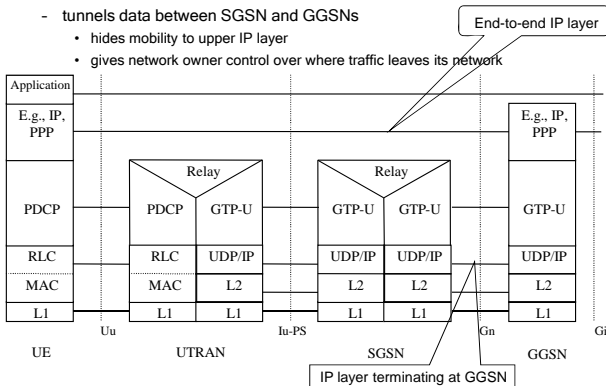 - tunnels data between SGSN and GGSNs
• hides mobility to upper IP layer
• gives network owner control over where traffic leaves its network
End-to-end IP layer
Application
E.g., IP, PPP
E.g., IP, PPP
Relay
Relay
PDCP
PDCP
GTP-U
GTP-U
GTP-U
GTP-U
RLC
RLC
UDP/IP
UDP/IP
UDP/IP
UDP/IP
MAC
MAC
L2
L2
L2
L2
L1
L1
L1
L1
L1
L1
Uu
Iu-PS
Gn
Gi
UE
UTRAN
SGSN
GGSN
IP layer terminating at GGSN